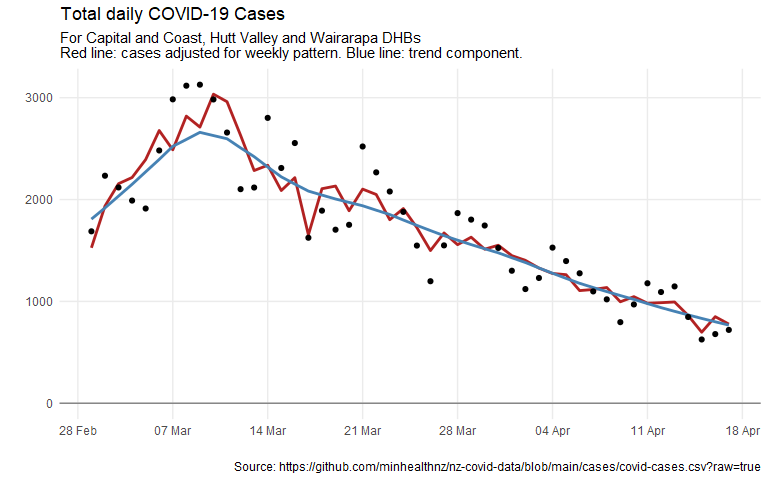 Total daily COVID-19 Cases
For Capital and Coast, Hutt Valley and Wairarapa DHBs
Red line: cases adjusted for weekly pattern. Blue line: trend component.
3000
2000
1000
0
28 Feb 07 Mar 14 Mar 21 Mar 28 Mar 04 Apr 11 Apr 18 Apr
Source: https://github.com/minhealthnz/nz-covid-data/blob/main/cases/covid-cases.csv?raw=true